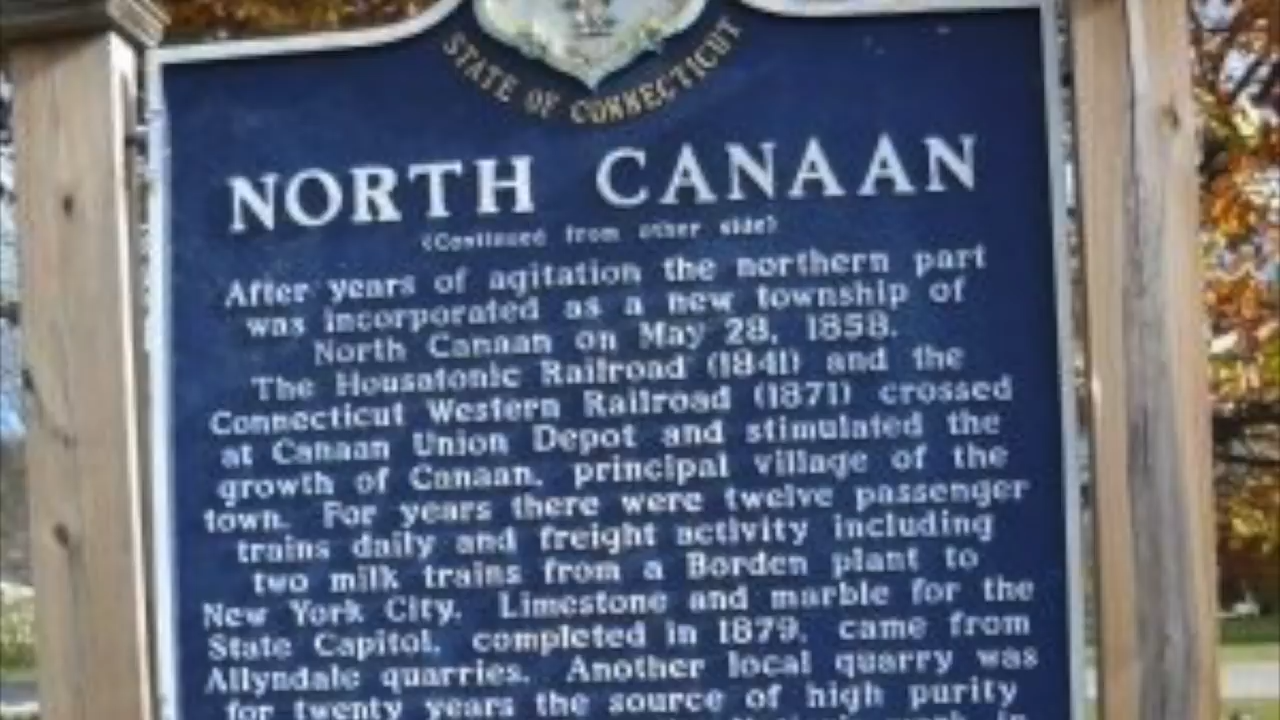 STATE OF CONNECTICUT
NORTH CANAAN
(Continued from other side)
After years of agitation the northern part
was incorporated as a new township of
North Canaan on May 28, 1858.
The Housatonic Railroad (1841) and the
Connecticut Western Railroad (1871) crossed
at Canaan Union Depot and stimulated the
growth of Canaan, principal village of the
town. For years there were twelve passenger
trains daily and freight activity including
two milk trains from a Borden plant to
New York City. Limestone and marble for the
State Capitol, completed in 1879, came from
Allyndale quarries. Another local quarry was
for twenty years the source of high purity